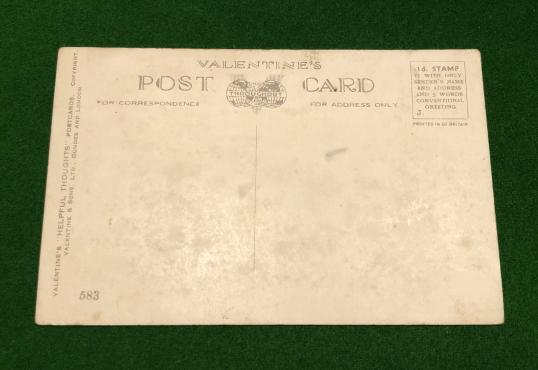 VALENTINE'S
POST CARD
FOR CORRESPONDENCE
FOR ADDRESS ONLY
1d. STAMP
IF WITH ONLY
SENDER'S NAME
AND ADDRESS
AND 5 WORDS
CONVENTIONAL
GREETING
J.
PRINTED IN GT BRITAIN
VALENTINE'S "HELPFUL THOUGHTS" POSTCARDS. COPYRIGHT.
VALENTINE & SONS, LTD., DUNDEE AND LONDON
583